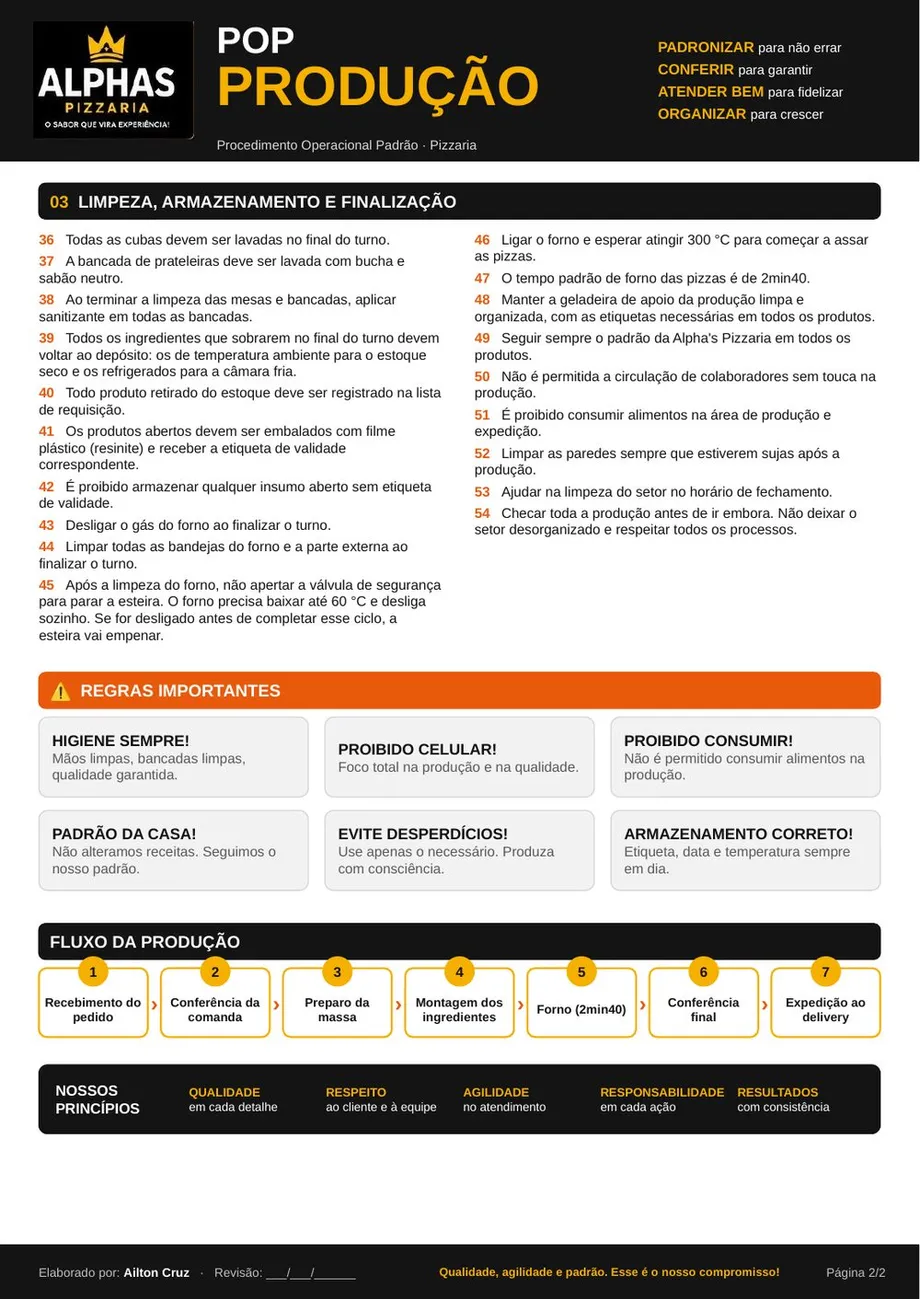 ALPHAS
PIZZARIA
O SABOR QUE VIRA EXPERIÊNCIA!
POP
PRODUÇÃO
Procedimento Operacional Padrão · Pizzaria
PADRONIZAR para não errar
CONFERIR para garantir
ATENDER BEM para fidelizar
ORGANIZAR para crescer
03 LIMPEZA, ARMAZENAMENTO E FINALIZAÇÃO
36 Todas as cubas devem ser lavadas no final do turno.
37 A bancada de prateleiras deve ser lavada com bucha e
sabão neutro.
38 Ao terminar a limpeza das mesas e bancadas, aplicar
sanitizante em todas as bancadas.
39 Todos os ingredientes que sobrarem no final do turno devem
voltar ao depósito: os de temperatura ambiente para o estoque
seco e os refrigerados para a câmara fria.
40 Todo produto retirado do estoque deve ser registrado na lista
de requisição.
41 Os produtos abertos devem ser embalados com filme
plástico (resinite) e receber a etiqueta de validade
correspondente.
42 É proibido armazenar qualquer insumo aberto sem etiqueta
de validade.
43 Desligar o gás do forno ao finalizar o turno.
44 Limpar todas as bandejas do forno e a parte externa ao
finalizar o turno.
45 Após a limpeza do forno, não apertar a válvula de segurança
para parar a esteira. O forno precisa baixar até 60 °C e desliga
sozinho. Se for desligado antes de completar esse ciclo, a
esteira vai empenar.
46 Ligar o forno e esperar atingir 300 °C para começar a assar
as pizzas.
47 O tempo padrão de forno das pizzas é de 2min40.
48 Manter a geladeira de apoio da produção limpa e
organizada, com as etiquetas necessárias em todos os produtos.
49 Seguir sempre o padrão da Alpha's Pizzaria em todos os
produtos.
50 Não é permitida a circulação de colaboradores sem touca na
produção.
51 É proibido consumir alimentos na área de produção e
expedição.
52 Limpar as paredes sempre que estiverem sujas após a
produção.
53 Ajudar na limpeza do setor no horário de fechamento.
54 Checar toda a produção antes de ir embora. Não deixar o
setor desorganizado e respeitar todos os processos.
⚠️ REGRAS IMPORTANTES
HIGIENE SEMPRE!
Mãos limpas, bancadas limpas,
qualidade garantida.
PROIBIDO CELULAR!
Foco total na produção e na qualidade.
PROIBIDO CONSUMIR!
Não é permitido consumir alimentos na
produção.
PADRÃO DA CASA!
Não alteramos receitas. Seguimos o
nosso padrão.
EVITE DESPERDÍCIOS!
Use apenas o necessário. Produza
com consciência.
ARMAZENAMENTO CORRETO!
Etiqueta, data e temperatura sempre
em dia.
FLUXO DA PRODUÇÃO
1
Recebimento do
pedido
›
2
Conferência da
comanda
›
3
Preparo da
massa
›
4
Montagem dos
ingredientes
›
5
Forno (2min40)
›
6
Conferência
final
›
7
Expedição ao
delivery
NOSSOS
PRINCÍPIOS
QUALIDADE
em cada detalhe
RESPEITO
ao cliente e à equipe
AGILIDADE
no atendimento
RESPONSABILIDADE
em cada ação
RESULTADOS
com consistência
Elaborado por: Ailton Cruz · Revisão: ___/___/______
Qualidade, agilidade e padrão. Esse é o nosso compromisso!
Página 2/2